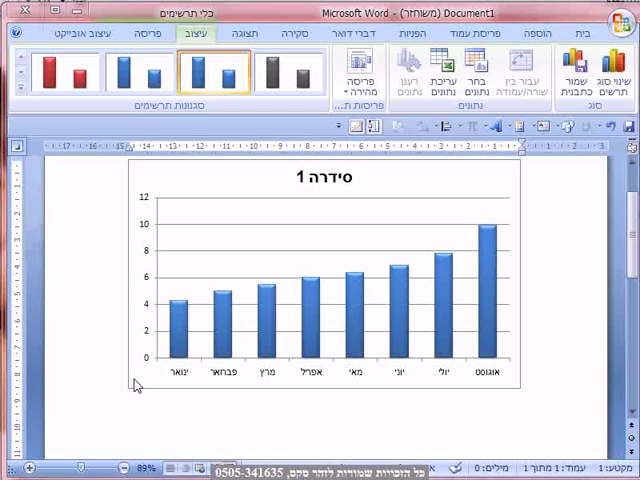 כלי תרשימים
Document1 (משוחזר) - Microsoft Word
בית
הוספה
פריסת עמוד
הפניות
דברי דואר
סקירה
תצוגה
עיצוב
פריסה
עיצוב אובייקט
שינוי סוג תרשים
שמור כתבנית
סוג
עבור בין שורה/עמודה
בחר נתונים
עריכת נתונים
רענן נתונים
נתונים
פריסה מהירה
פריסות ת...
סגנונות תרשימים
סידרה 1
12
10
8
6
4
2
0
ינואר
פברואר
מרץ
אפריל
מאי
יוני
יולי
אוגוסט
מקטע: 1
עמוד: 1 מתוך 1
מילים: 0
89%
כל הזכויות שמורות לזהר סקס, 0505-341635